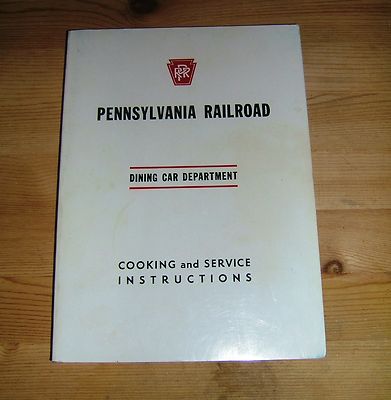 PRR
PENNSYLVANIA RAILROAD
DINING CAR DEPARTMENT
COOKING and SERVICE
INSTRUCTIONS